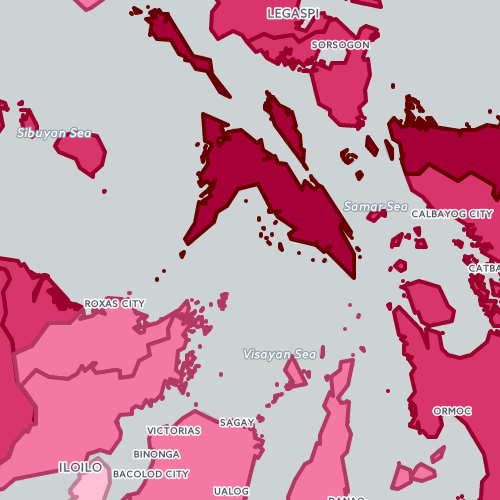 LEGASPI
SORSOGON
Sibuyan Sea
Samar Sea
CALBAYOG CITY
CATBA
ROXAS CITY
Visayan Sea
ORMOC
SAGAY
VICTORIAS
BINONGA
ILOILO
BACOLOD CITY
UALOG
DANAO